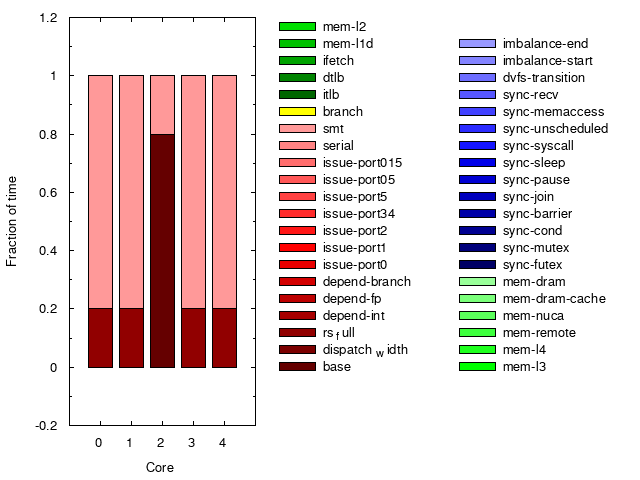 1.2
1
0.8
0.6
0.4
0.2
0
-0.2
Fraction of time
0 1 2 3 4
Core
mem-l2
mem-l1d
ifetch
dtlb
itlb
branch
smt
serial
issue-port015
issue-port05
issue-port5
issue-port34
issue-port2
issue-port1
issue-port0
depend-branch
depend-fp
depend-int
rsfull
dispatchwidth
base
imbalance-end
imbalance-start
dvfs-transition
sync-recv
sync-memaccess
sync-unscheduled
sync-syscall
sync-sleep
sync-pause
sync-join
sync-barrier
sync-cond
sync-mutex
sync-futex
mem-dram
mem-dram-cache
mem-nuca
mem-remote
mem-l4
mem-l3